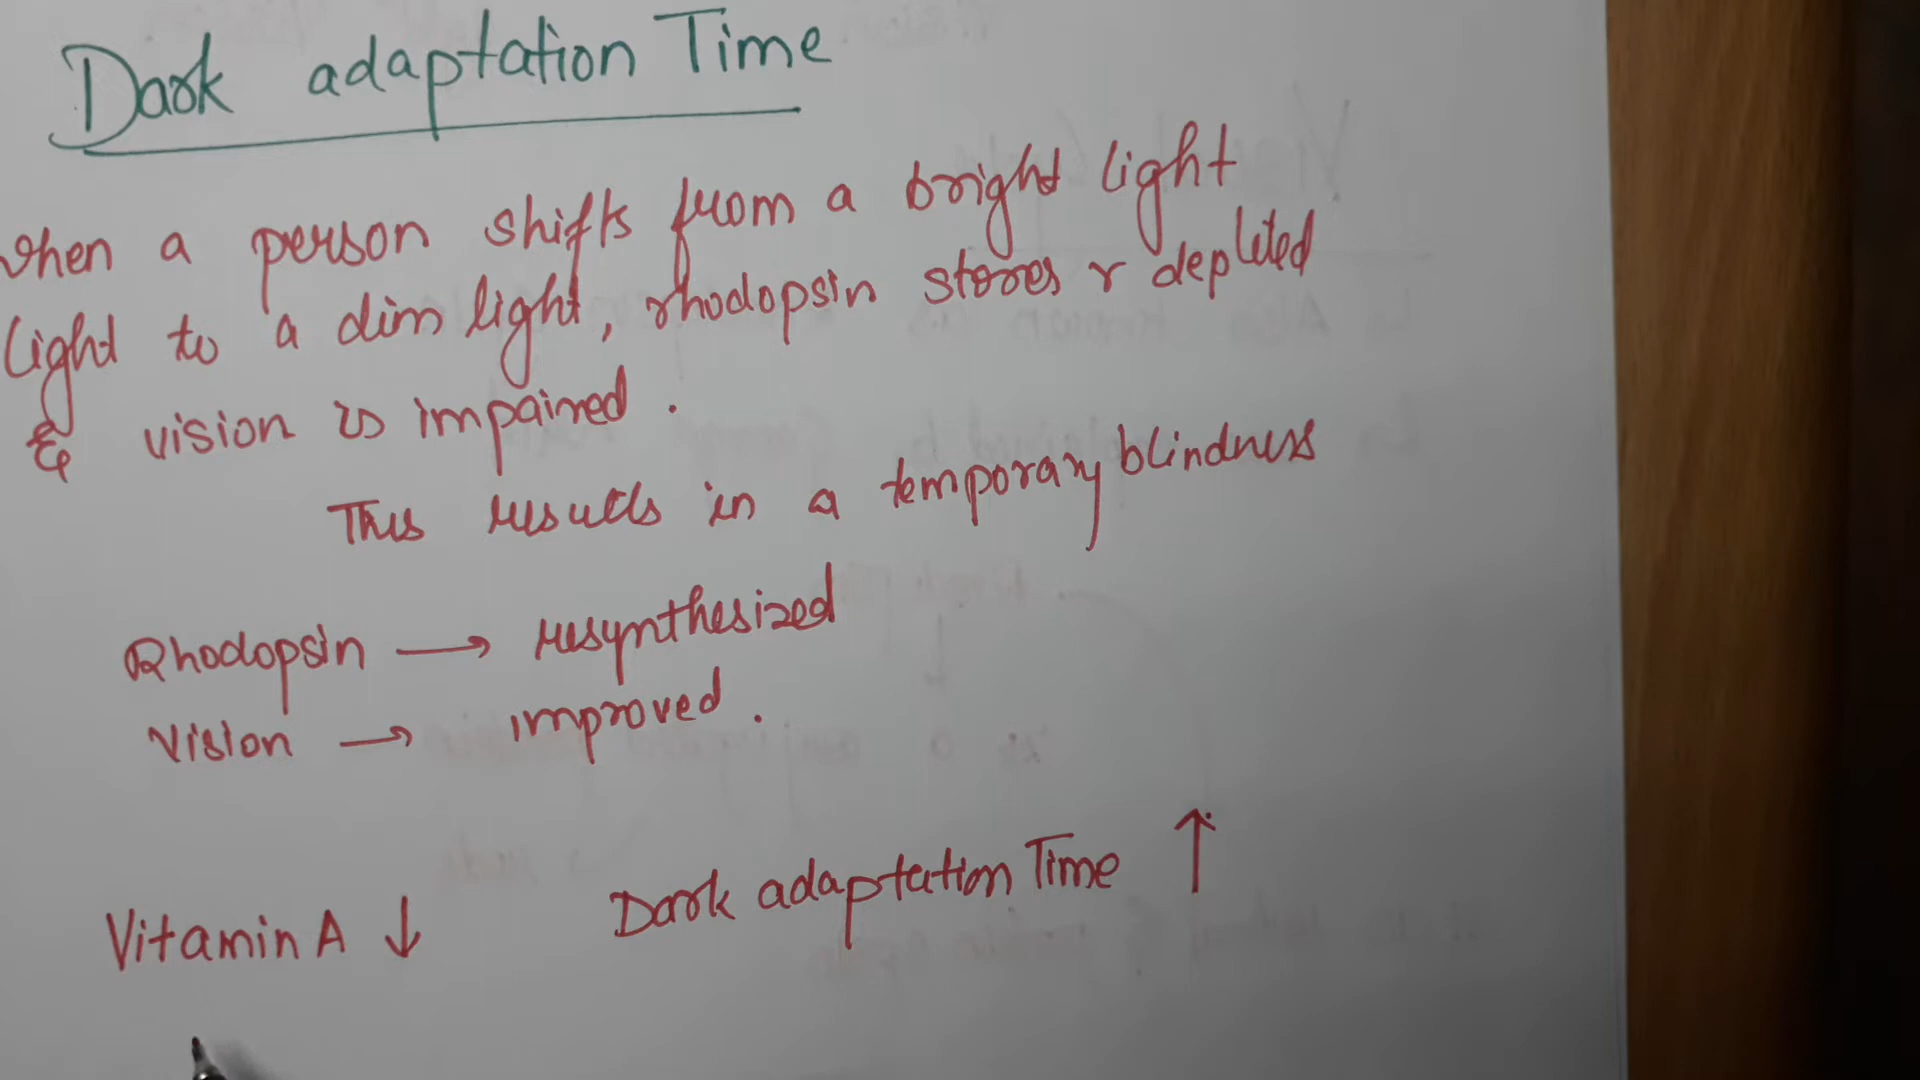 Dark adaptation Time
When a person shifts from a bright light
light to a dim light, rhodopsin stores r depleted
& vision is impaired.
This results in a temporary blindness
Rhodopsin → resynthesized
Vision → improved.
Vitamin A ↓ Dark adaptation Time ↑